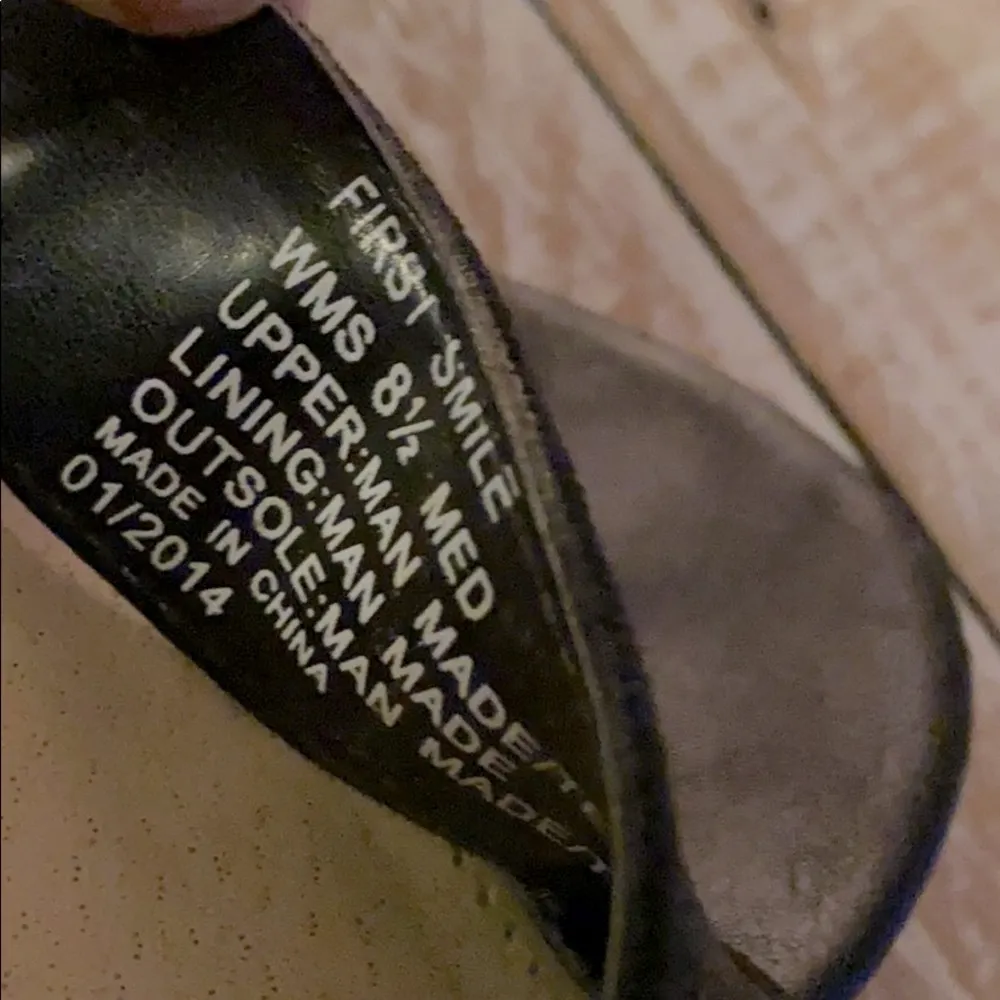 FIRST SMILE
WMS 8½ MED
UPPER:MAN MADE/
LINING:MAN MADE
OUTSOLE:MAN MADE/
MADE IN CHINA
01/2014